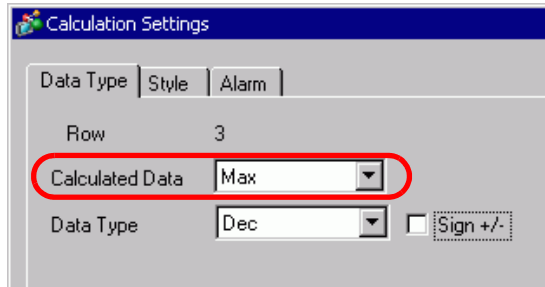 Calculation Settings
Data Type Style Alarm
Row 3
Calculated Data Max
Data Type Dec Sign +/-